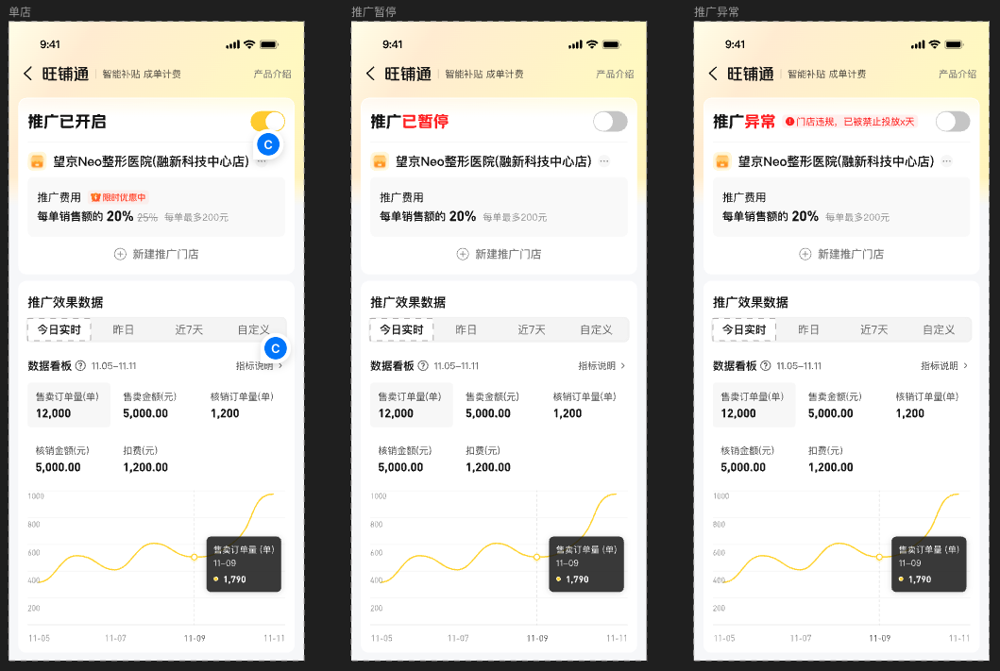 单店
9:41
旺铺通 智能补贴 成单计费 产品介绍
推广已开启
C
望京Neo整形医院(融新科技中心店) ···
推广费用 限时优惠中
每单销售额的 20% 25% 每单最多200元
新建推广门店
推广效果数据
今日实时 昨日 近7天 自定义
C
数据看板 ? 11.05–11.11 指标说明 >
售卖订单量(单) 售卖金额(元) 核销订单量(单)
12,000 5,000.00 1,200
核销金额(元) 扣费(元)
5,000.00 1,200.00
1000
800
600
400
200
售卖订单量 (单)
11–09
1,790
11-05 11-07 11-09 11-11
推广暂停
9:41
旺铺通 智能补贴 成单计费 产品介绍
推广已暂停
望京Neo整形医院(融新科技中心店) ···
推广费用
每单销售额的 20% 每单最多200元
新建推广门店
推广效果数据
今日实时 昨日 近7天 自定义
数据看板 ? 11.05–11.11 指标说明 >
售卖订单量(单) 售卖金额(元) 核销订单量(单)
12,000 5,000.00 1,200
核销金额(元) 扣费(元)
5,000.00 1,200.00
1000
800
600
400
200
售卖订单量 (单)
11–09
1,790
11-05 11-07 11-09 11-11
推广异常
9:41
旺铺通 智能补贴 成单计费 产品介绍
推广异常 门店违规，已被禁止投放x天
望京Neo整形医院(融新科技中心店) ···
推广费用
每单销售额的 20% 每单最多200元
新建推广门店
推广效果数据
今日实时 昨日 近7天 自定义
数据看板 ? 11.05–11.11 指标说明 >
售卖订单量(单) 售卖金额(元) 核销订单量(单)
12,000 5,000.00 1,200
核销金额(元) 扣费(元)
5,000.00 1,200.00
1000
800
600
400
200
售卖订单量 (单)
11–09
1,790
11-05 11-07 11-09 11-11